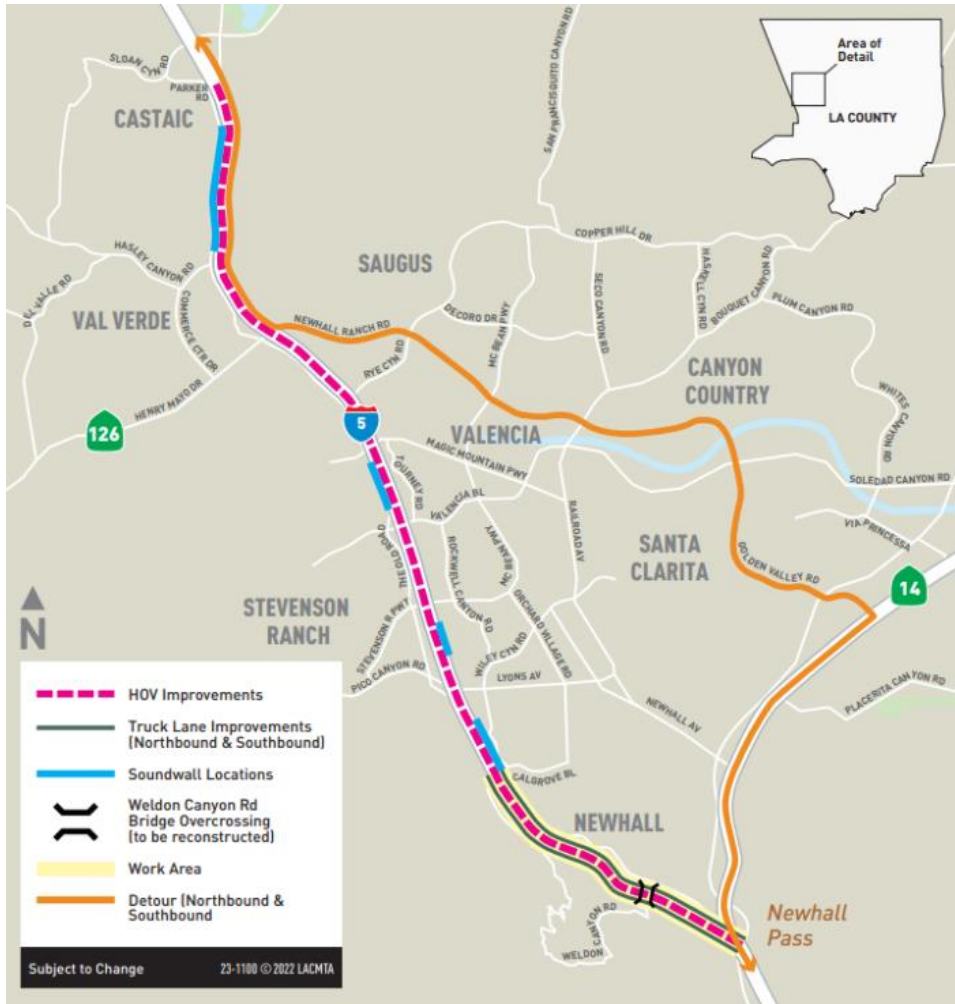 SLOAN CYN RD
PARKER
RD
CASTAIC
SAN FRANCISQUITO CANYON RD
Area of
Detail
LA COUNTY
HASLEY CANYON RD
DEL VALLE RD
VAL VERDE
COMMERCE CTR DR
HENRY MAYO DR
126
SAUGUS
COPPER HILL DR
DECORO DR
MC BEAN PWY
SECO CANYON RD
HASKELL CYN RD
BOUQUET CANYON RD
PLUM CANYON RD
NEWHALL RANCH RD
RYE CYN RD
CANYON
COUNTRY
WHITES CANYON RD
5
VALENCIA
MAGIC MOUNTAIN PWY
SOLEDAD CANYON RD
TOURNEY RD
VALENCIA BL
RAILROAD AV
VIA PRINCESSA
THE OLD ROAD
ROCKWELL CANYON RD
MC BEAN PWY
SANTA
CLARITA
GOLDEN VALLEY RD
14
STEVENSON
RANCH
STEVENSON R PWY
ORCHARD VILLAGE RD
WILEY CYN RD
PICO CANYON RD
LYONS AV
NEWHALL AV
PLACERITA CANYON RD
CALGROVE BL
NEWHALL
WELDON
CANYON RD
Newhall
Pass
N
HOV Improvements
Truck Lane Improvements
(Northbound & Southbound)
Soundwall Locations
Weldon Canyon Rd
Bridge Overcrossing
(to be reconstructed)
Work Area
Detour (Northbound &
Southbound
Subject to Change
23-1100 © 2022 LACMTA